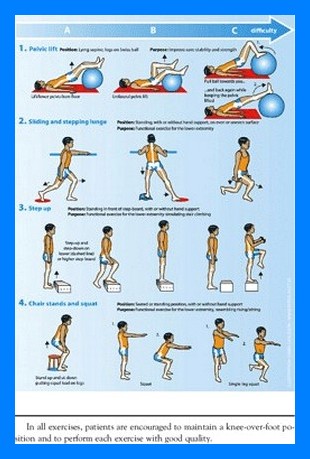 A B C difficulty
1. Pelvic lift Position: Lying supine; legs on Swiss ball Purpose: Improve core stability and strength
Lift/lower pelvis from floor
Unilateral pelvic lift
Pull ball towards you...
...and back again while
keeping the pelvis
lifted
2. Sliding and stepping lunge
Position: Standing, with or without hand support, on even or uneven surface
Purpose: Functional exercise for the lower extremity
3. Step up
Position: Standing in front of step-board, with or without hand support
Purpose: Functional exercise for the lower extremity simulating stair climbing
Step-up and
step-down on
lower (dashed line)
or higher step-board
4. Chair stands and squat
Position: Seated or standing position, with or without hand support
Purpose: Functional exercise for the lower extremity, resembling rising/sitting
1. 2. 1. 2. 3.
Stand up and sit down
putting equal load on legs
Squat
Single-leg squat
In all exercises, patients are encouraged to maintain a knee-over-foot po-
sition and to perform each exercise with good quality.